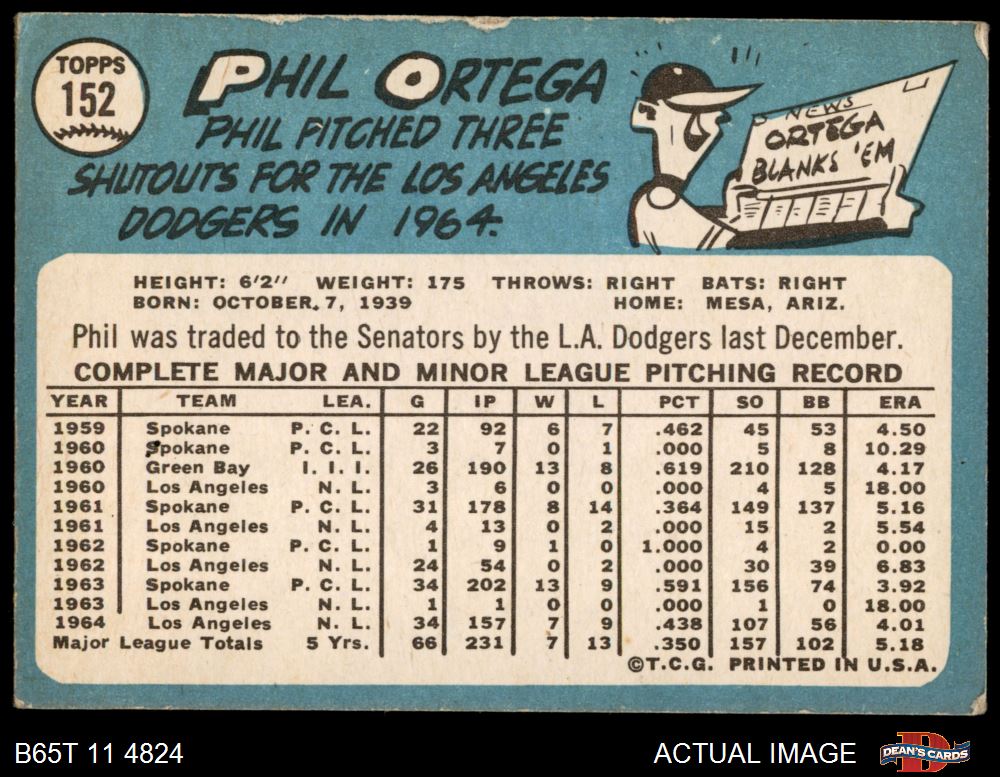 TOPPS
152
PHIL ORTEGA
PHIL PITCHED THREE
SHUTOUTS FOR THE LOS ANGELES
DODGERS IN 1964.
NEWS
ORTEGA
BLANKS 'EM
HEIGHT: 6'2" WEIGHT: 175 THROWS: RIGHT BATS: RIGHT
BORN: OCTOBER 7, 1939 HOME: MESA, ARIZ.
Phil was traded to the Senators by the L.A. Dodgers last December.
COMPLETE MAJOR AND MINOR LEAGUE PITCHING RECORD
YEAR TEAM LEA. G IP W L PCT SO BB ERA
1959 Spokane P. C. L. 22 92 6 7 .462 45 53 4.50
1960 Spokane P. C. L. 3 7 0 1 .000 5 8 10.29
1960 Green Bay I. I. I. 26 190 13 8 .619 210 128 4.17
1960 Los Angeles N. L. 3 6 0 0 .000 4 5 18.00
1961 Spokane P. C. L. 31 178 8 14 .364 149 137 5.16
1961 Los Angeles N. L. 4 13 0 2 .000 15 2 5.54
1962 Spokane P. C. L. 1 9 1 0 1.000 4 2 0.00
1962 Los Angeles N. L. 24 54 0 2 .000 30 39 6.83
1963 Spokane P. C. L. 34 202 13 9 .591 156 74 3.92
1963 Los Angeles N. L. 1 1 0 0 .000 1 0 18.00
1964 Los Angeles N. L. 34 157 7 9 .438 107 56 4.01
Major League Totals 5 Yrs. 66 231 7 13 .350 157 102 5.18
©T.C.G. PRINTED IN U.S.A.
B65T 11 4824 ACTUAL IMAGE DEAN'S CARDS